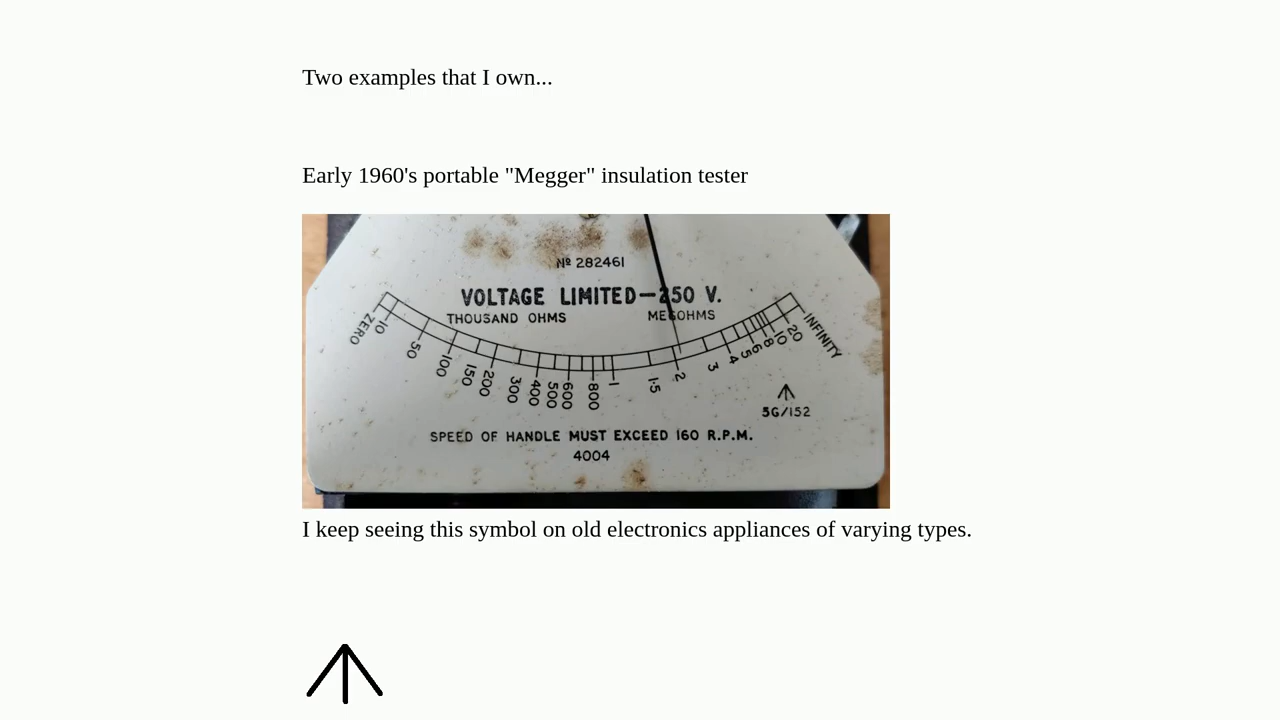 Two examples that I own...
Early 1960's portable "Megger" insulation tester
Nº 282461
VOLTAGE LIMITED—250 V.
THOUSAND OHMS MEGOHMS
ZERO 10 50 100 150 200 300 400 500 600 800 1 1·5 2 3 4 5 6 8 10 20 INFINITY
5G/152
SPEED OF HANDLE MUST EXCEED 160 R.P.M.
4004
I keep seeing this symbol on old electronics appliances of varying types.